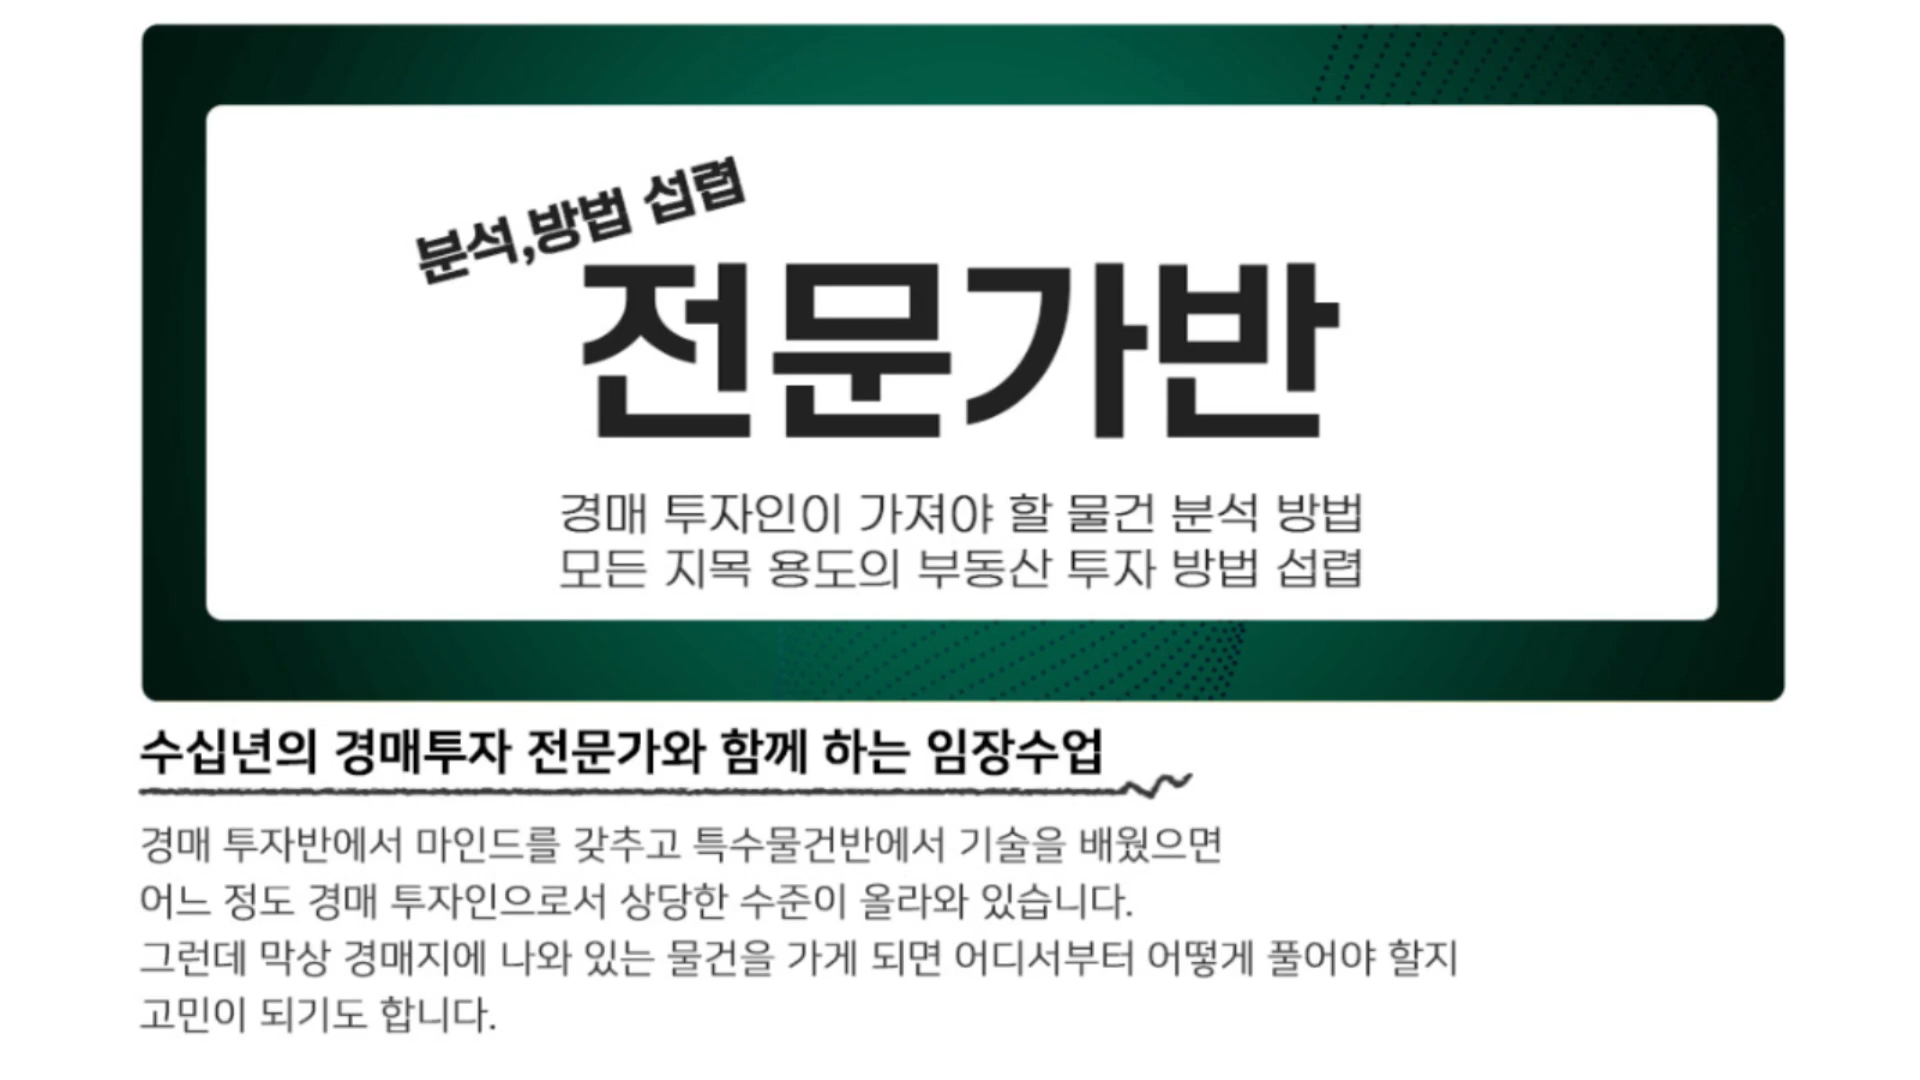 분석,방법 섭렵
전문가반
경매 투자인이 가져야 할 물건 분석 방법
모든 지목 용도의 부동산 투자 방법 섭렵
수십년의 경매투자 전문가와 함께 하는 임장수업
경매 투자반에서 마인드를 갖추고 특수물건반에서 기술을 배웠으면
어느 정도 경매 투자인으로서 상당한 수준이 올라와 있습니다.
그런데 막상 경매지에 나와 있는 물건을 가게 되면 어디서부터 어떻게 풀어야 할지
고민이 되기도 합니다.